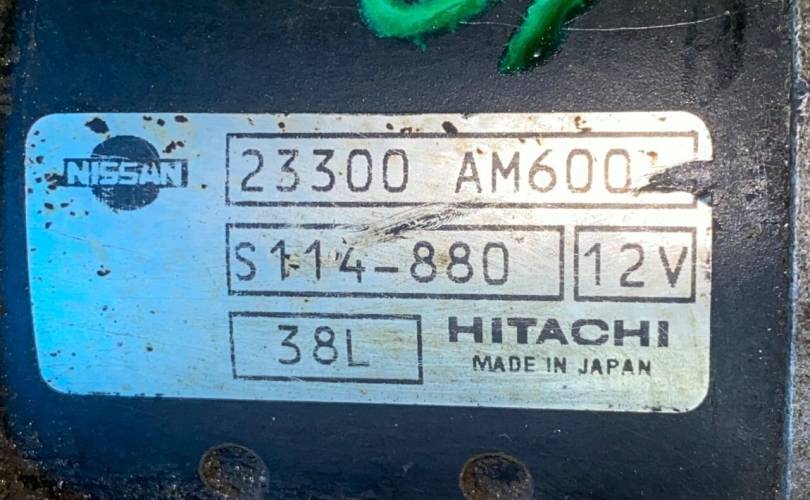 NISSAN
23300 AM600
S114-880 12V
38L HITACHI
MADE IN JAPAN